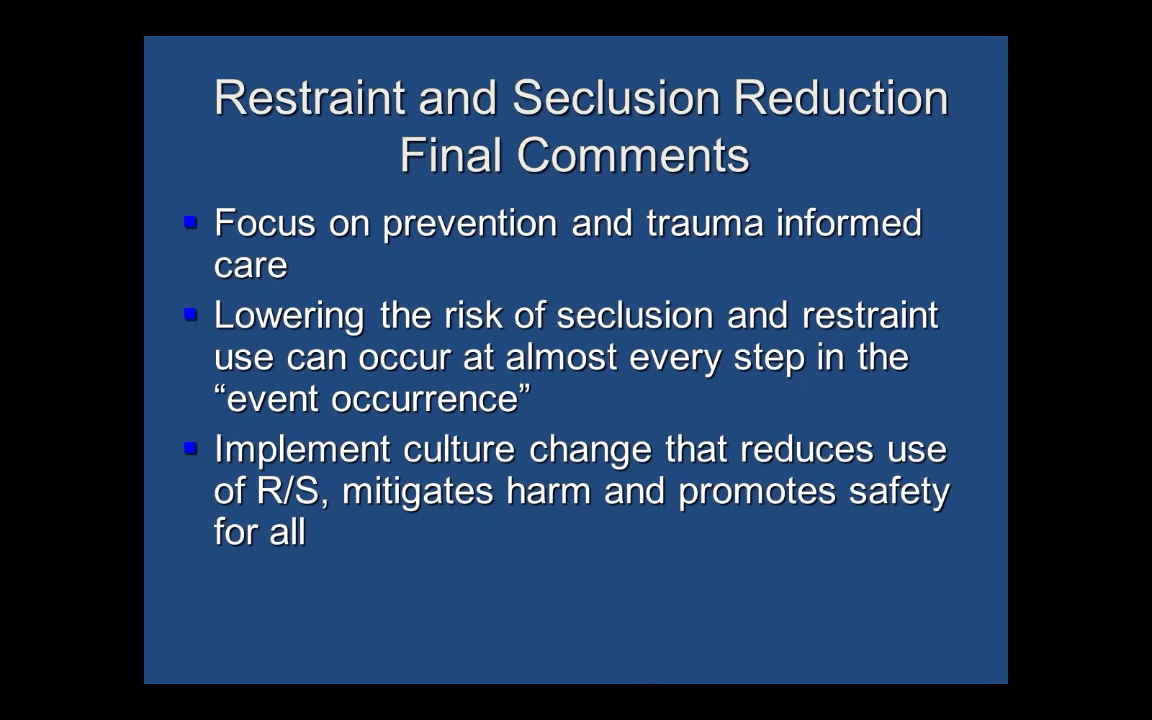 Restraint and Seclusion Reduction
Final Comments
Focus on prevention and trauma informed
care
Lowering the risk of seclusion and restraint
use can occur at almost every step in the
“event occurrence”
Implement culture change that reduces use
of R/S, mitigates harm and promotes safety
for all